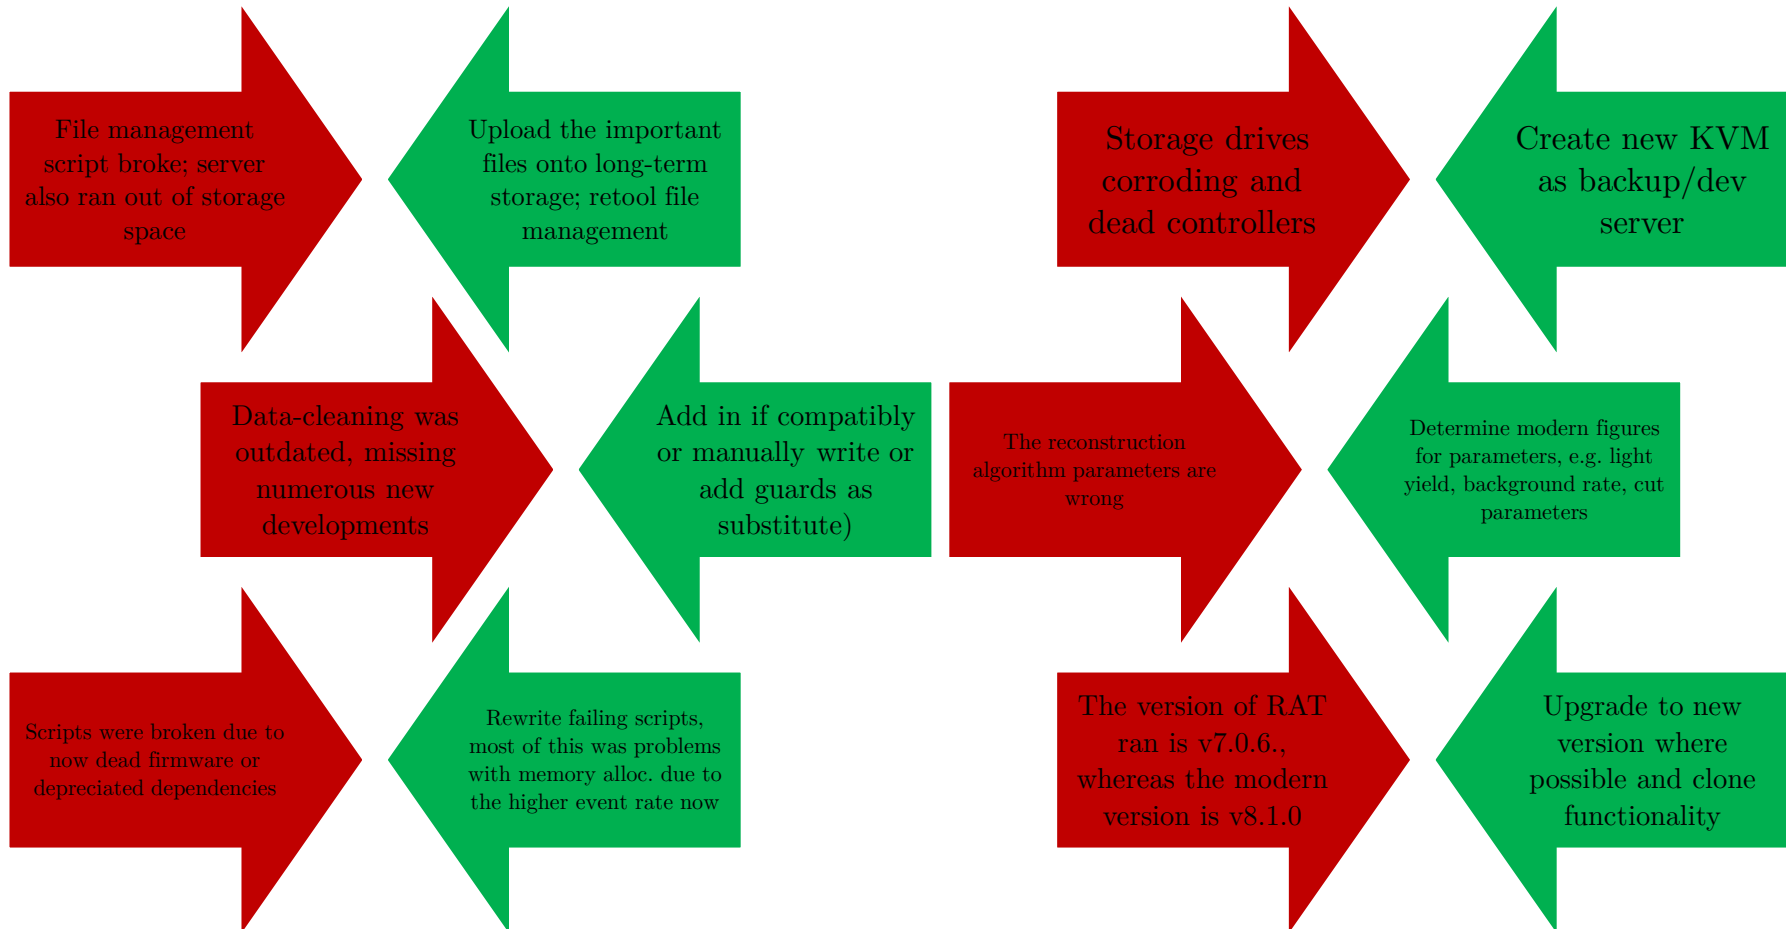 File management
script broke; server
also ran out of storage
space
Upload the important
files onto long-term
storage; retool file
management
Storage drives
corroding and
dead controllers
Create new KVM
as backup/dev
server
Data-cleaning was
outdated, missing
numerous new
developments
Add in if compatibly
or manually write or
add guards as
substitute)
The reconstruction
algorithm parameters are
wrong
Determine modern figures
for parameters, e.g. light
yield, background rate, cut
parameters
Scripts were broken due to
now dead firmware or
depreciated dependencies
Rewrite failing scripts,
most of this was problems
with memory alloc. due to
the higher event rate now
The version of RAT
ran is v7.0.6.,
whereas the modern
version is v8.1.0
Upgrade to new
version where
possible and clone
functionality